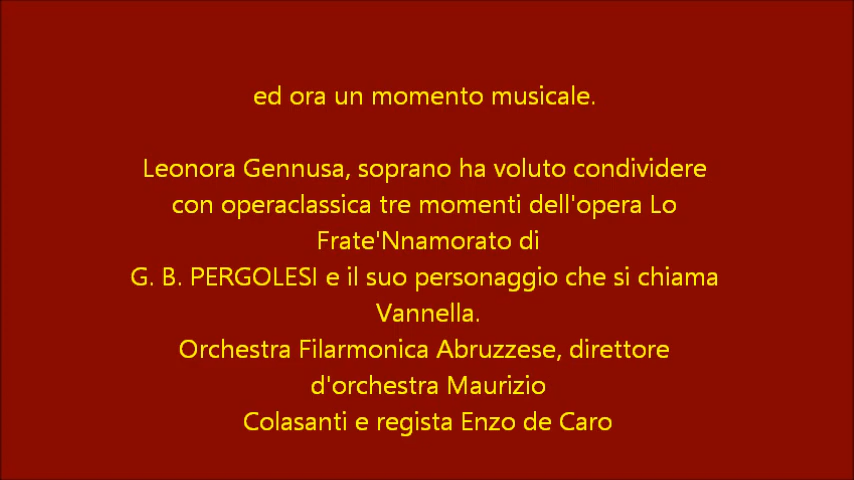 ed ora un momento musicale.
Leonora Gennusa, soprano ha voluto condividere
con operaclassica tre momenti dell'opera Lo
Frate'Nnamorato di
G. B. PERGOLESI e il suo personaggio che si chiama
Vannella.
Orchestra Filarmonica Abruzzese, direttore
d'orchestra Maurizio
Colasanti e regista Enzo de Caro